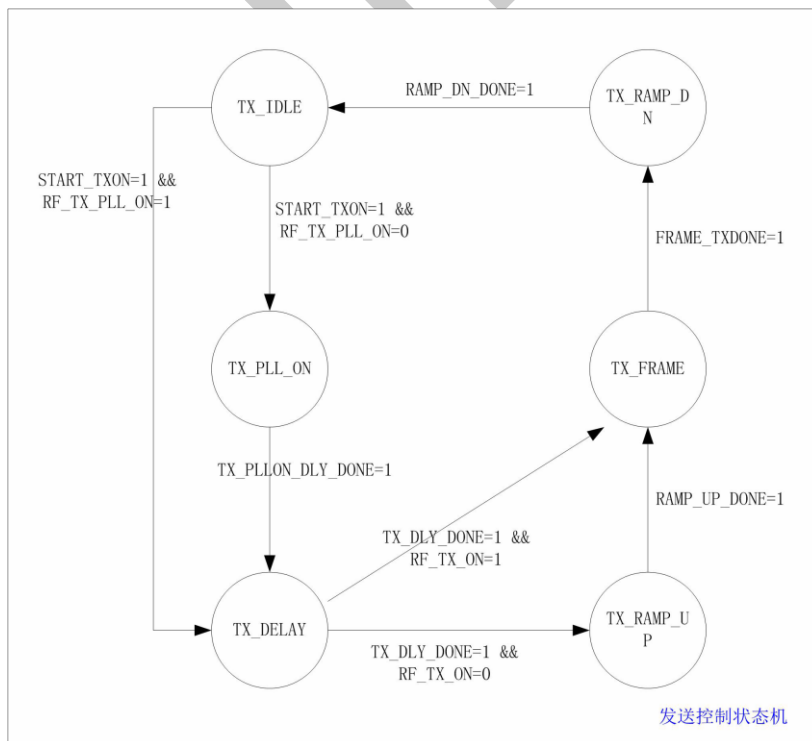 TX_IDLE
RAMP_DN_DONE=1
TX_RAMP_D
N
START_TXON=1 &&
RF_TX_PLL_ON=1
START_TXON=1 &&
RF_TX_PLL_ON=0
FRAME_TXDONE=1
TX_PLL_ON
TX_FRAME
TX_PLLON_DLY_DONE=1
RAMP_UP_DONE=1
TX_DLY_DONE=1 &&
RF_TX_ON=1
TX_DELAY
TX_DLY_DONE=1 &&
RF_TX_ON=0
TX_RAMP_U
P
发送控制状态机